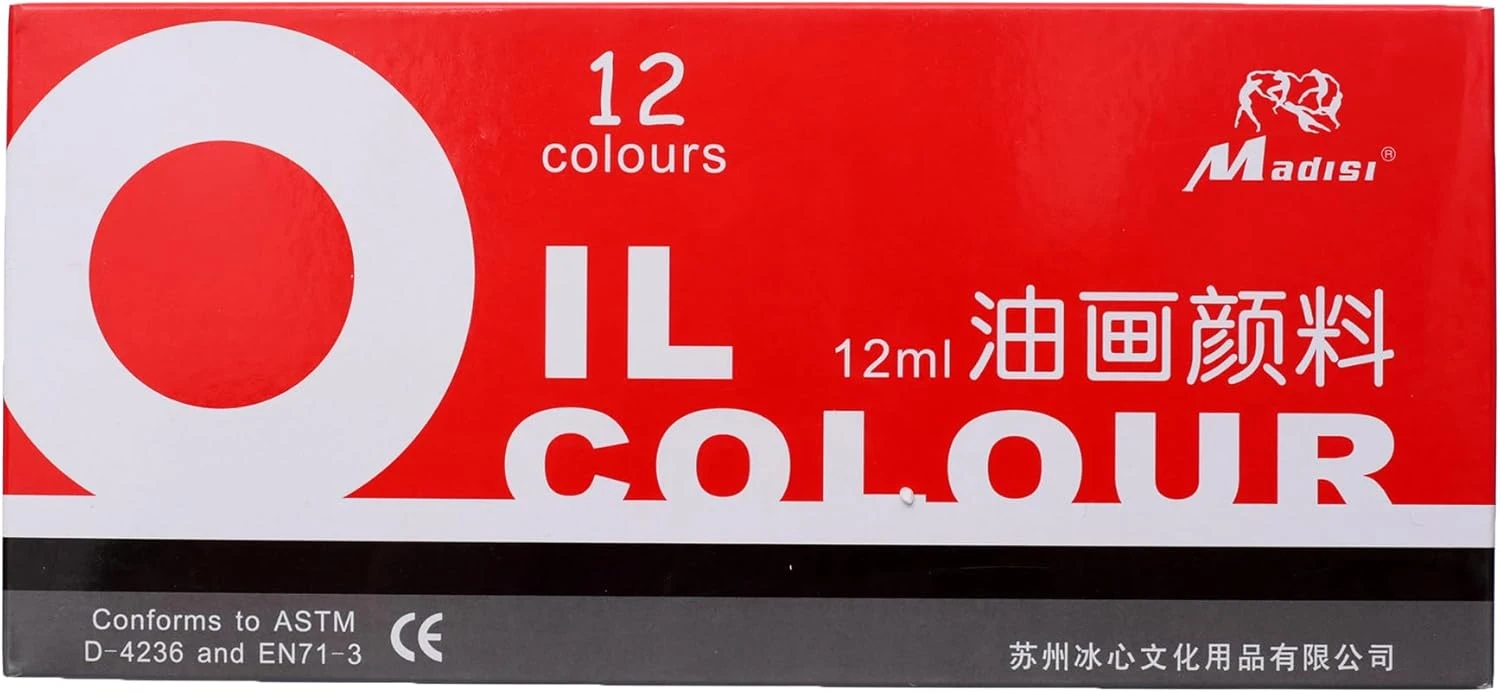 12
colours
Madisi®
OIL
12ml 油画颜料
COLOUR
Conforms to ASTM
D-4236 and EN71-3 CE
苏州冰心文化用品有限公司